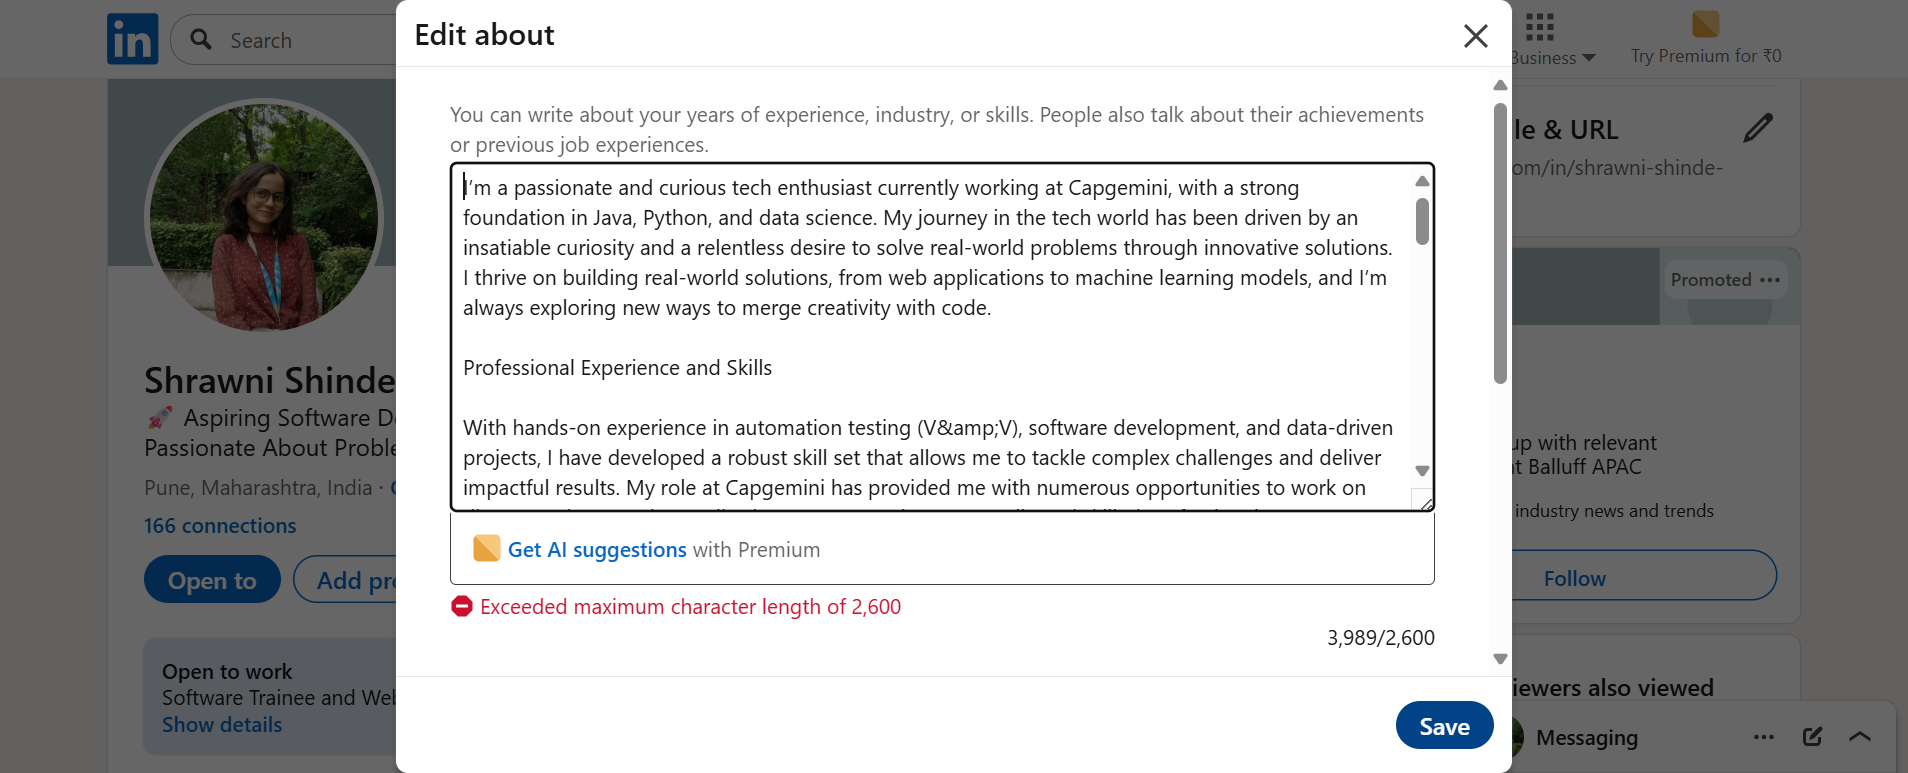 in
Search
Business
Try Premium for ₹0
Edit about
You can write about your years of experience, industry, or skills. People also talk about their achievements
or previous job experiences.
I'm a passionate and curious tech enthusiast currently working at Capgemini, with a strong
foundation in Java, Python, and data science. My journey in the tech world has been driven by an
insatiable curiosity and a relentless desire to solve real-world problems through innovative solutions.
I thrive on building real-world solutions, from web applications to machine learning models, and I'm
always exploring new ways to merge creativity with code.
Professional Experience and Skills
With hands-on experience in automation testing (V&amp;V), software development, and data-driven
projects, I have developed a robust skill set that allows me to tackle complex challenges and deliver
impactful results. My role at Capgemini has provided me with numerous opportunities to work on
Get AI suggestions with Premium
Exceeded maximum character length of 2,600
3,989/2,600
Save
Shrawni Shinde
🚀 Aspiring Software D
Passionate About Proble
Pune, Maharashtra, India ·
166 connections
Open to
Add pr
Open to work
Software Trainee and Web
Show details
le & URL
om/in/shrawni-shinde-
Promoted
up with relevant
t Balluff APAC
industry news and trends
Follow
iewers also viewed
Messaging